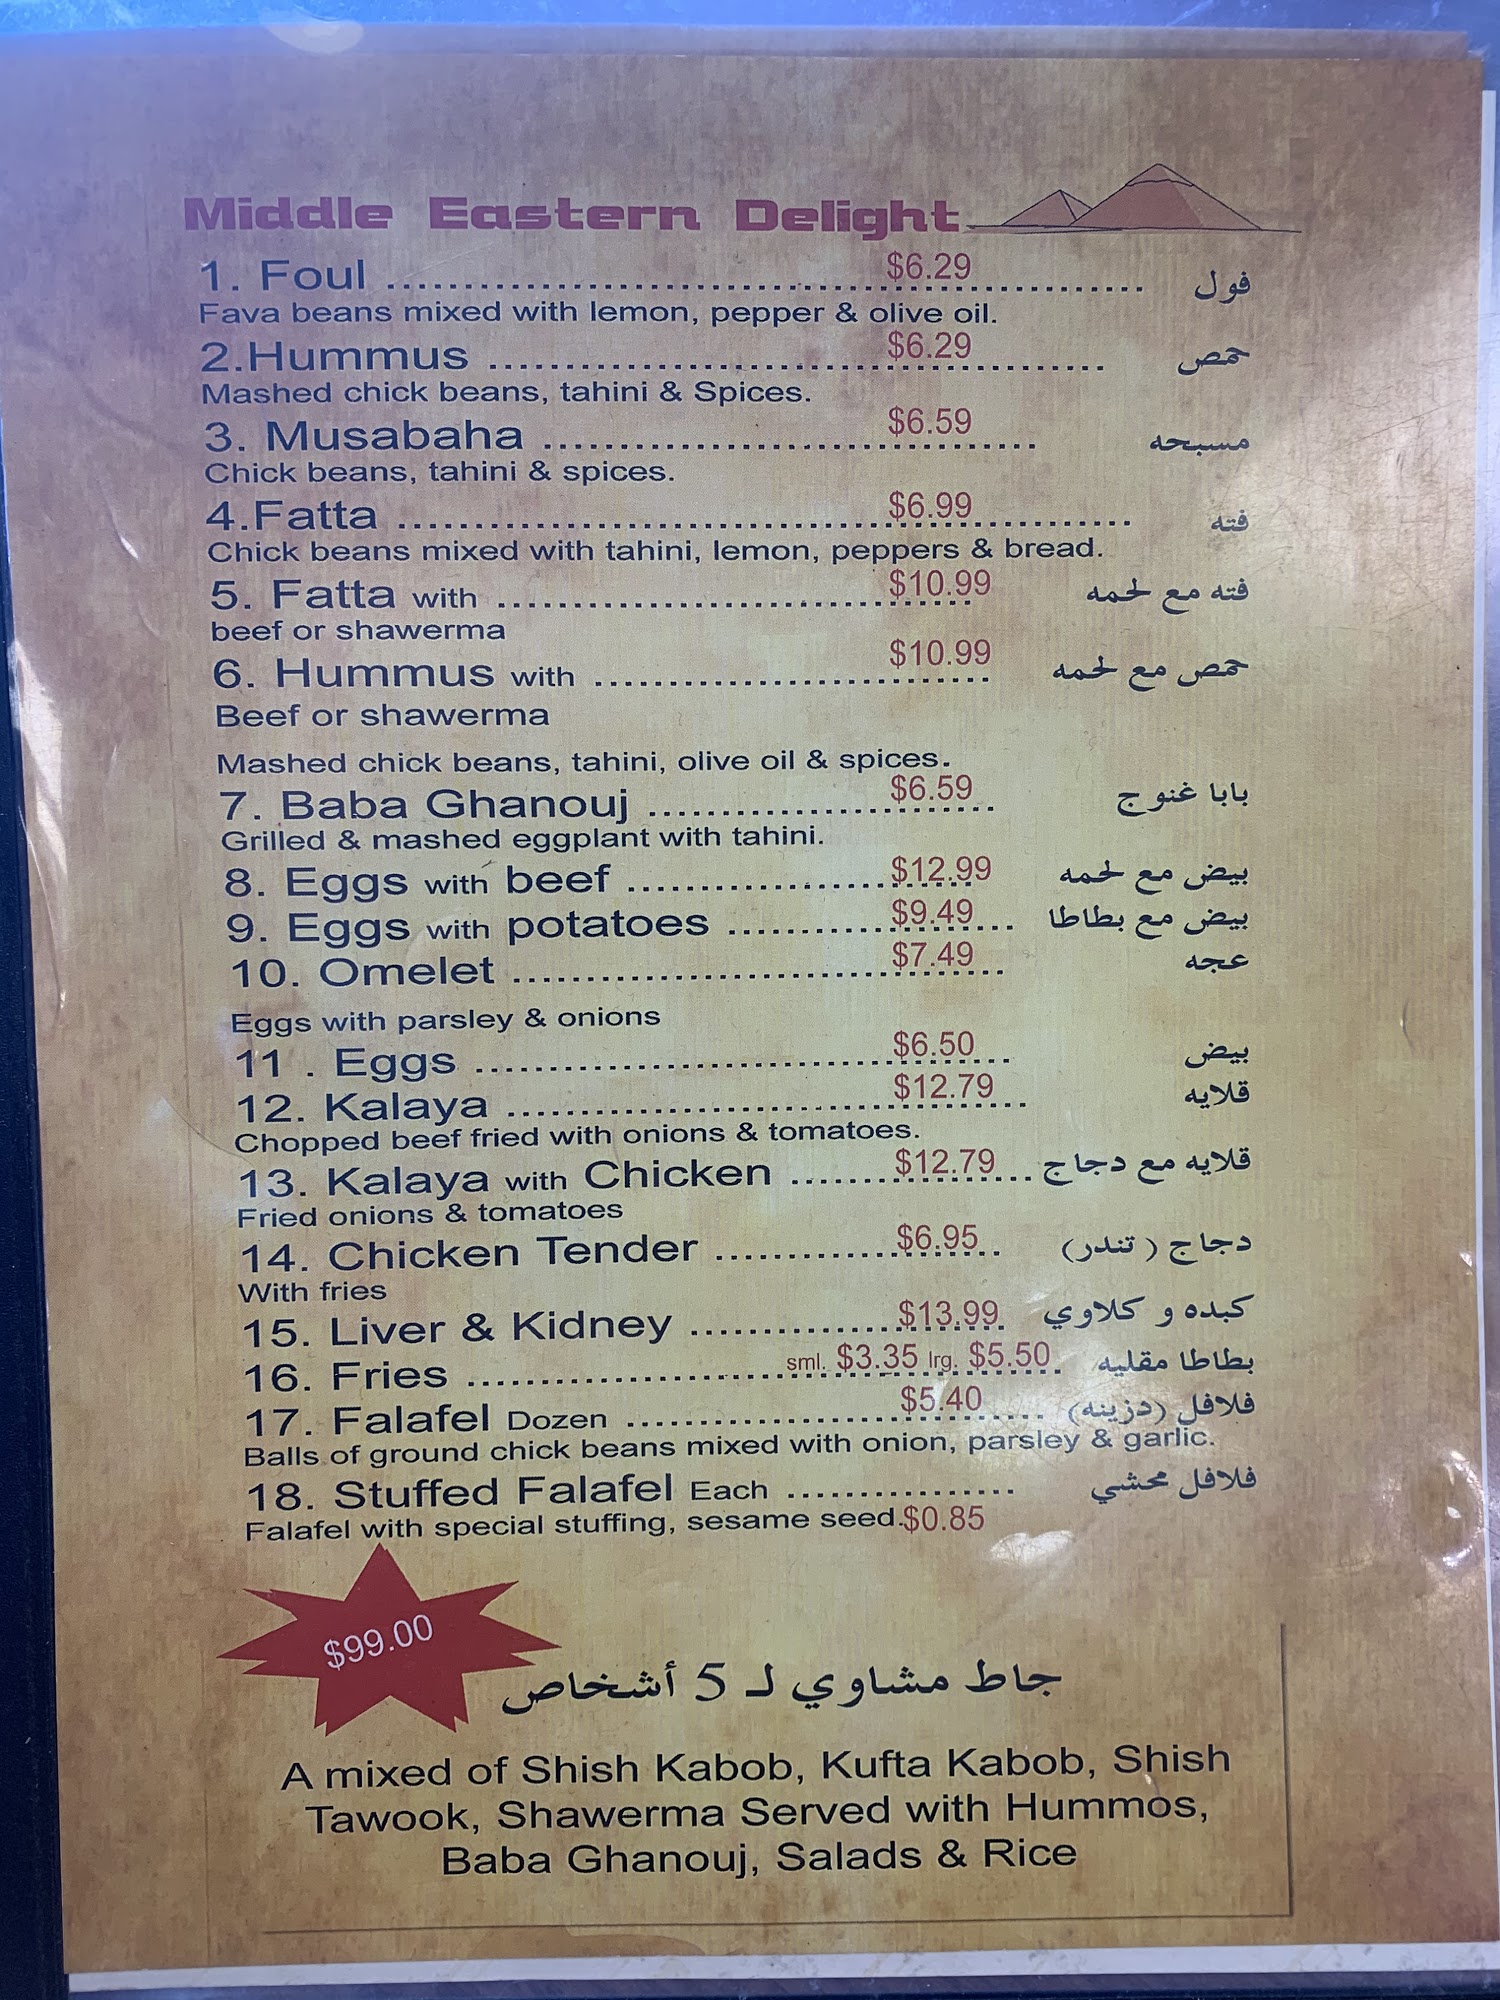 Middle Eastern Delight
1. Foul ........ $6.29 فول
Fava beans mixed with lemon, pepper & olive oil.
2.Hummus ........ $6.29 حمص
Mashed chick beans, tahini & Spices.
3. Musabaha ........ $6.59 مسبحه
Chick beans, tahini & spices.
4.Fatta ........ $6.99 فته
Chick beans mixed with tahini, lemon, peppers & bread.
5. Fatta with ........ $10.99 فته مع لحمه
beef or shawerma
6. Hummus with ........ $10.99 حمص مع لحمه
Beef or shawerma
Mashed chick beans, tahini, olive oil & spices.
7. Baba Ghanouj ........ $6.59 بابا غنوج
Grilled & mashed eggplant with tahini.
8. Eggs with beef ........ $12.99 بيض مع لحمه
9. Eggs with potatoes ........ $9.49 بيض مع بطاطا
10. Omelet ........ $7.49 عجه
Eggs with parsley & onions
11 . Eggs ........ $6.50 بيض
12. Kalaya ........ $12.79 قلايه
Chopped beef fried with onions & tomatoes.
13. Kalaya with Chicken ........ $12.79 قلايه مع دجاج
Fried onions & tomatoes
14. Chicken Tender ........ $6.95 دجاج ( تندر)
With fries
15. Liver & Kidney ........ $13.99 كبده و كلاوي
16. Fries ........ sml. $3.35 lrg. $5.50 بطاطا مقليه
17. Falafel Dozen ........ $5.40 فلافل (دزينه)
Balls of ground chick beans mixed with onion, parsley & garlic.
18. Stuffed Falafel Each ........ فلافل محشي
Falafel with special stuffing, sesame seed. $0.85
$99.00
جاط مشاوي لـ 5 أشخاص
A mixed of Shish Kabob, Kufta Kabob, Shish
Tawook, Shawerma Served with Hummos,
Baba Ghanouj, Salads & Rice